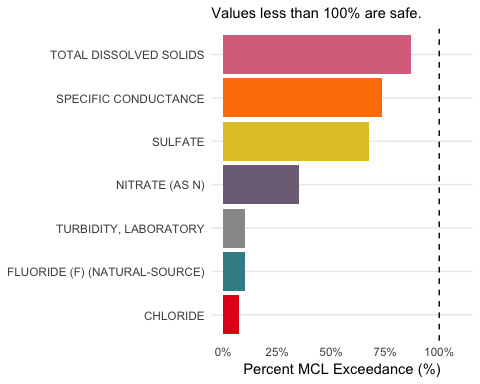 Values less than 100% are safe.
TOTAL DISSOLVED SOLIDS
SPECIFIC CONDUCTANCE
SULFATE
NITRATE (AS N)
TURBIDITY, LABORATORY
FLUORIDE (F) (NATURAL-SOURCE)
CHLORIDE
0% 25% 50% 75% 100%
Percent MCL Exceedance (%)